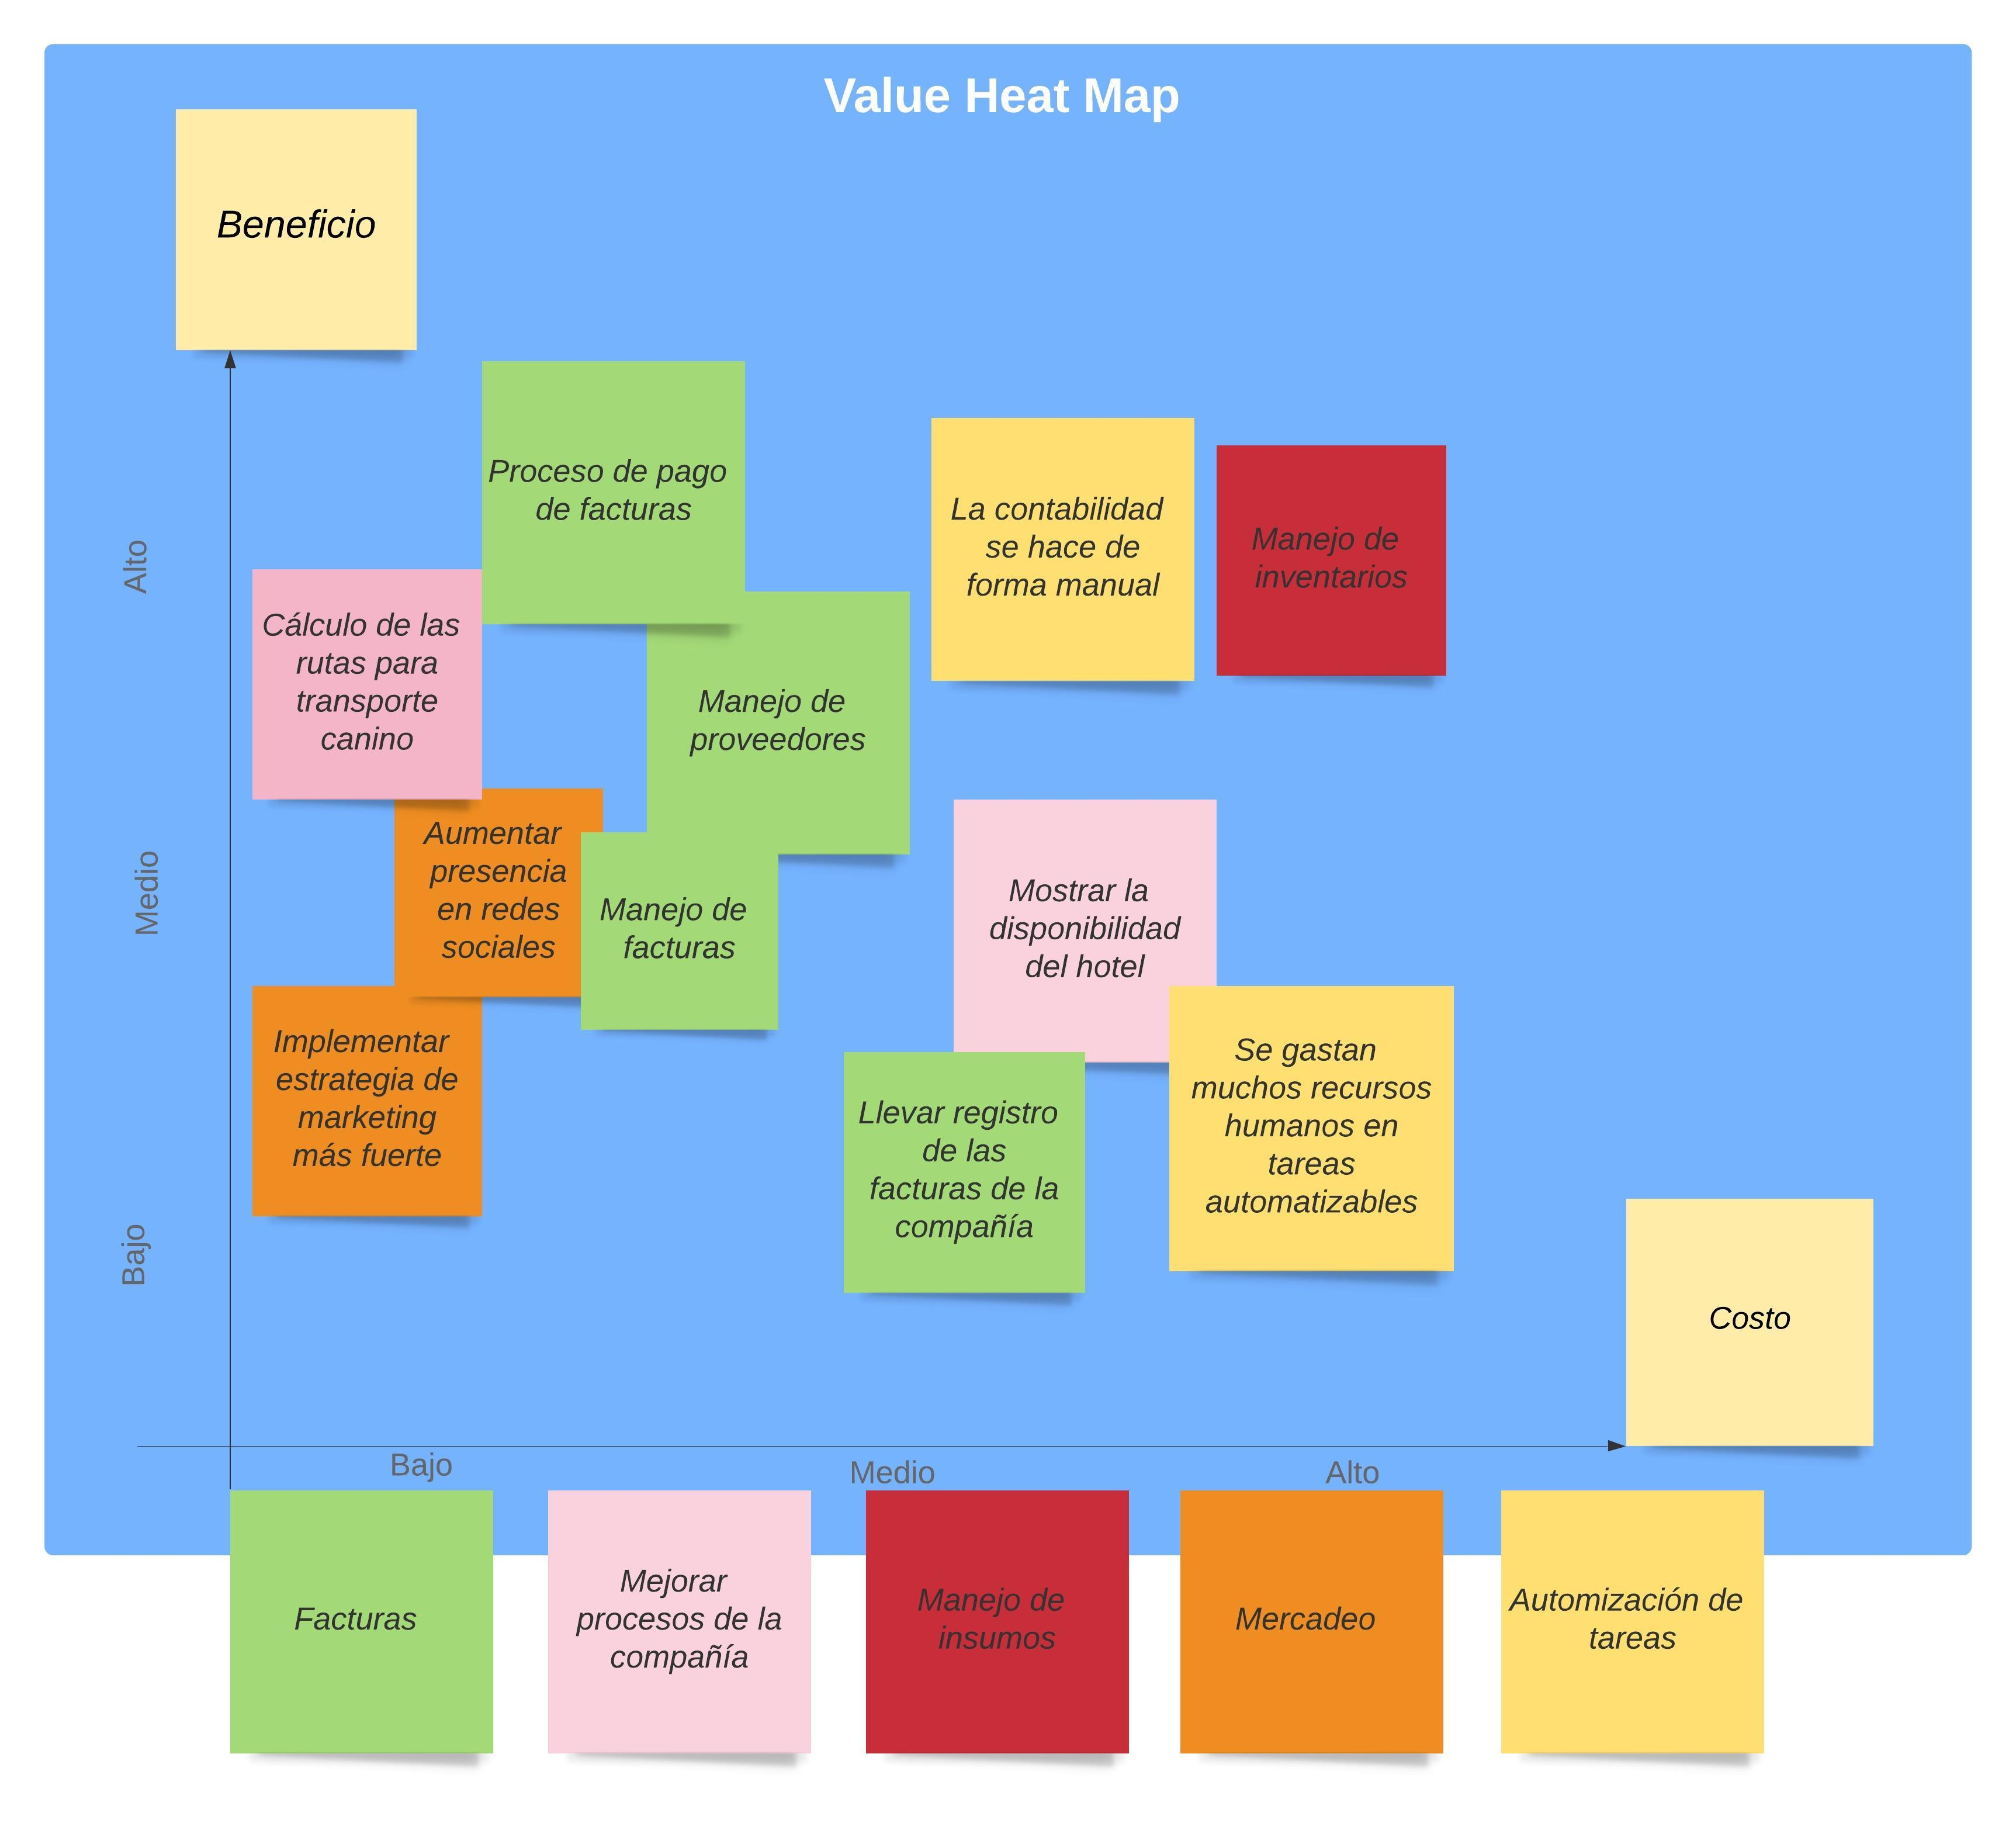 Value Heat Map
Beneficio
Proceso de pago
de facturas
La contabilidad
se hace de
forma manual
Manejo de
inventarios
Alto
Cálculo de las
rutas para
transporte
canino
Manejo de
proveedores
Aumentar
presencia
en redes
sociales
Manejo de
facturas
Mostrar la
disponibilidad
del hotel
Medio
Implementar
estrategia de
marketing
más fuerte
Llevar registro
de las
facturas de la
compañía
Se gastan
muchos recursos
humanos en
tareas
automatizables
Bajo
Costo
Bajo
Medio
Alto
Facturas
Mejorar
procesos de la
compañía
Manejo de
insumos
Mercadeo
Automización de
tareas